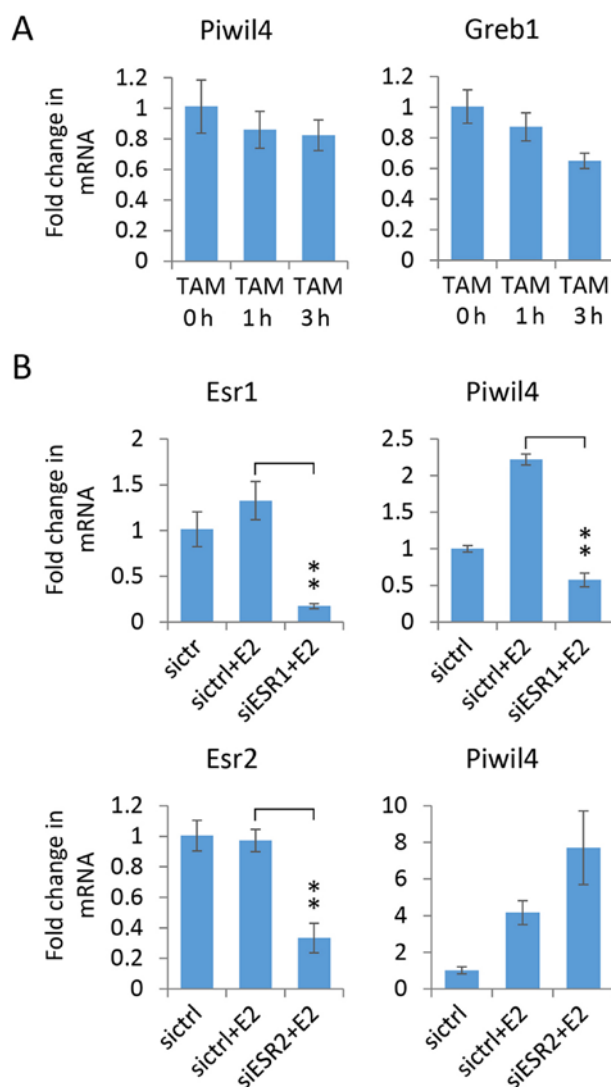 A
Piwil4
Greb1
Fold change in
mRNA
1.2
1
0.8
0.6
0.4
0.2
0
TAM TAM TAM
0 h 1 h 3 h
1.2
1
0.8
0.6
0.4
0.2
0
TAM TAM TAM
0 h 1 h 3 h
B
Esr1
Piwil4
Fold change in
mRNA
2
1.5
1
0.5
0
**
sictr
sictrl+E2
siESR1+E2
2.5
2
1.5
1
0.5
0
**
sictrl
sictrl+E2
siESR1+E2
Esr2
Piwil4
Fold change in
mRNA
1.2
1
0.8
0.6
0.4
0.2
0
**
sictrl
sictrl+E2
siESR2+E2
10
8
6
4
2
0
sictrl
sictrl+E2
siESR2+E2